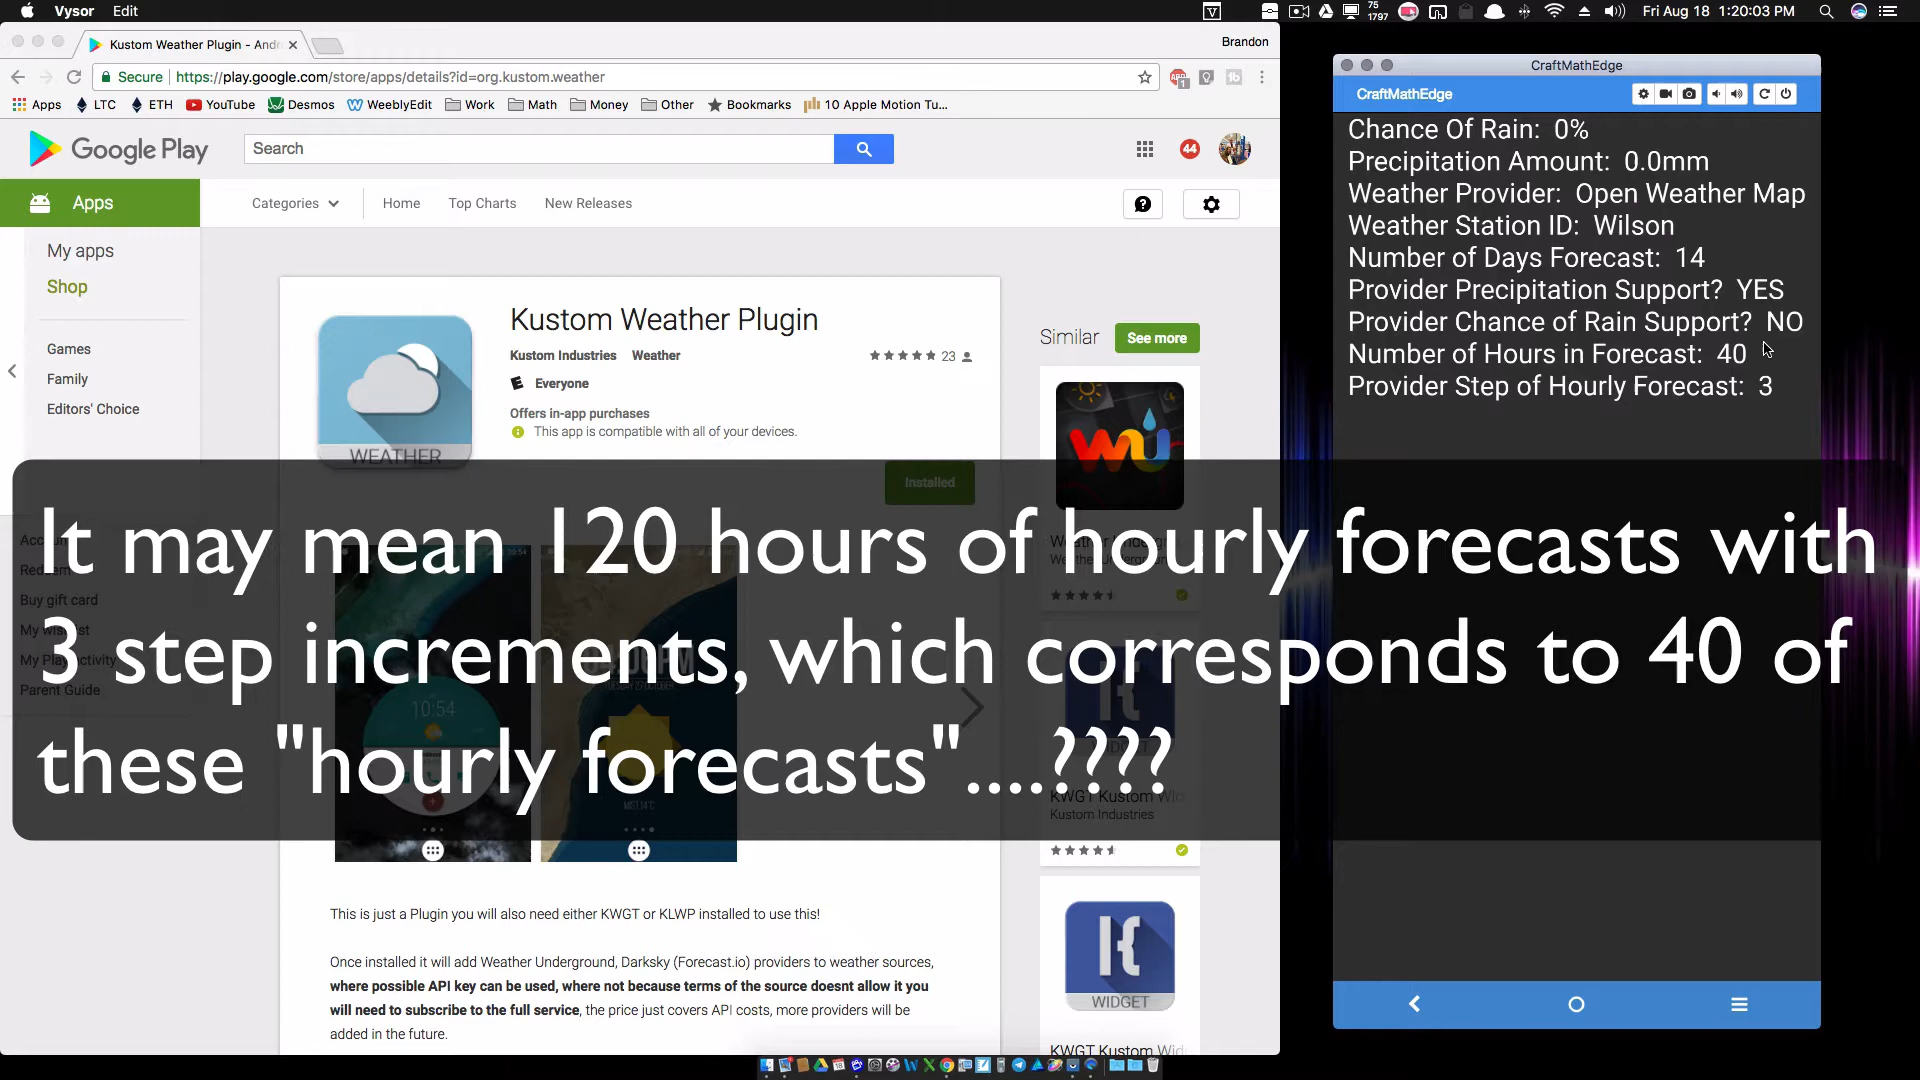 Vysor Edit
75
1797
Fri Aug 18 1:20:03 PM
Kustom Weather Plugin - And
Brandon
Secure https://play.google.com/store/apps/details?id=org.kustom.weather
Apps LTC ETH YouTube Desmos WeeblyEdit Work Math Money Other Bookmarks 10 Apple Motion Tu...
Google Play
Search
44
Apps
Categories Home Top Charts New Releases
My apps
Shop
Games
Family
Editors' Choice
Buy gift card
Parent Guide
Kustom Weather Plugin
Kustom Industries Weather
23
Everyone
Offers in-app purchases
This app is compatible with all of your devices.
WEATHER
Installed
Similar
See more
10:54
Kustom Industries
This is just a Plugin you will also need either KWGT or KLWP installed to use this!
Once installed it will add Weather Underground, Darksky (Forecast.io) providers to weather sources,
where possible API key can be used, where not because terms of the source doesnt allow it you
will need to subscribe to the full service, the price just covers API costs, more providers will be
added in the future.
WIDGET
KWGT Kustom Wid
CraftMathEdge
CraftMathEdge
Chance Of Rain: 0%
Precipitation Amount: 0.0mm
Weather Provider: Open Weather Map
Weather Station ID: Wilson
Number of Days Forecast: 14
Provider Precipitation Support? YES
Provider Chance of Rain Support? NO
Number of Hours in Forecast: 40
Provider Step of Hourly Forecast: 3
It may mean 120 hours of hourly forecasts with
3 step increments, which corresponds to 40 of
these "hourly forecasts"....????